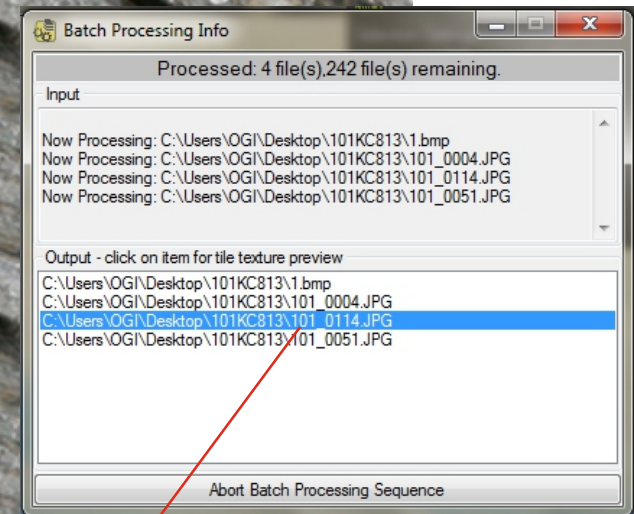 Batch Processing Info
Processed: 4 file(s),242 file(s) remaining.
Input
Now Processing: C:\Users\OGI\Desktop\101KC813\1.bmp
Now Processing: C:\Users\OGI\Desktop\101KC813\101_0004.JPG
Now Processing: C:\Users\OGI\Desktop\101KC813\101_0114.JPG
Now Processing: C:\Users\OGI\Desktop\101KC813\101_0051.JPG
Output - click on item for tile texture preview
C:\Users\OGI\Desktop\101KC813\1.bmp
C:\Users\OGI\Desktop\101KC813\101_0004.JPG
C:\Users\OGI\Desktop\101KC813\101_0114.JPG
C:\Users\OGI\Desktop\101KC813\101_0051.JPG
Abort Batch Processing Sequence